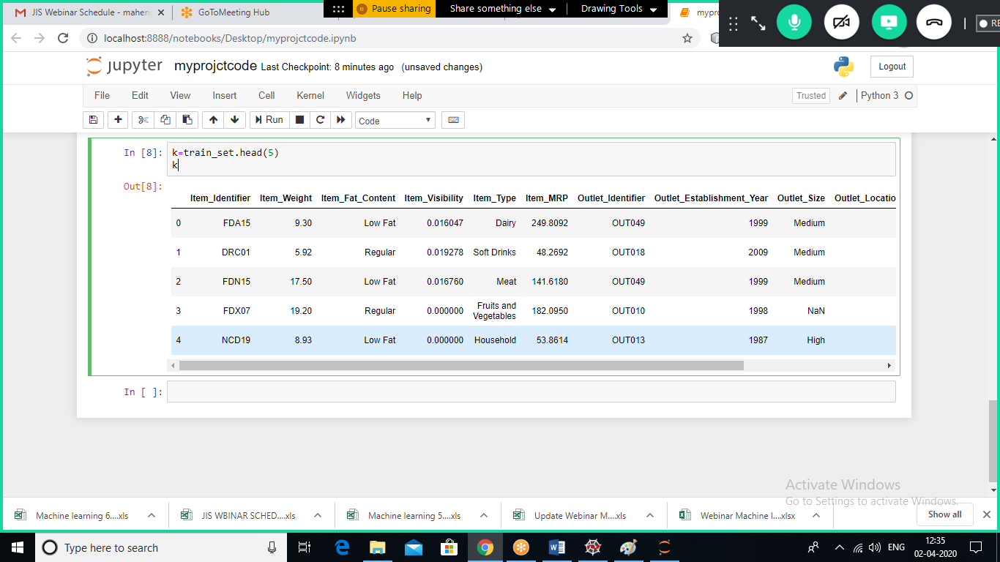 JIS Webinar Schedule - mahend
GoToMeeting Hub
Pause sharing
Share something else
Drawing Tools
mypro
RE
localhost:8888/notebooks/Desktop/myprojctcode.ipynb
jupyter myprojctcode Last Checkpoint: 8 minutes ago (unsaved changes)
Logout
File Edit View Insert Cell Kernel Widgets Help
Trusted
Python 3
Run
Code
In [8]: k=train_set.head(5)
k
Out[8]:
Item_Identifier Item_Weight Item_Fat_Content Item_Visibility Item_Type Item_MRP Outlet_Identifier Outlet_Establishment_Year Outlet_Size Outlet_Locatio
0 FDA15 9.30 Low Fat 0.016047 Dairy 249.8092 OUT049 1999 Medium
1 DRC01 5.92 Regular 0.019278 Soft Drinks 48.2692 OUT018 2009 Medium
2 FDN15 17.50 Low Fat 0.016760 Meat 141.6180 OUT049 1999 Medium
3 FDX07 19.20 Regular 0.000000 Fruits and Vegetables 182.0950 OUT010 1998 NaN
4 NCD19 8.93 Low Fat 0.000000 Household 53.8614 OUT013 1987 High
In [ ]:
Activate Windows
Go to Settings to activate Windows.
Machine learning 6....xls
JIS WBINAR SCHED....xls
Machine learning 5....xls
Update Webinar M....xls
Webinar Machine l....xlsx
Show all
Type here to search
ENG
12:35
02-04-2020